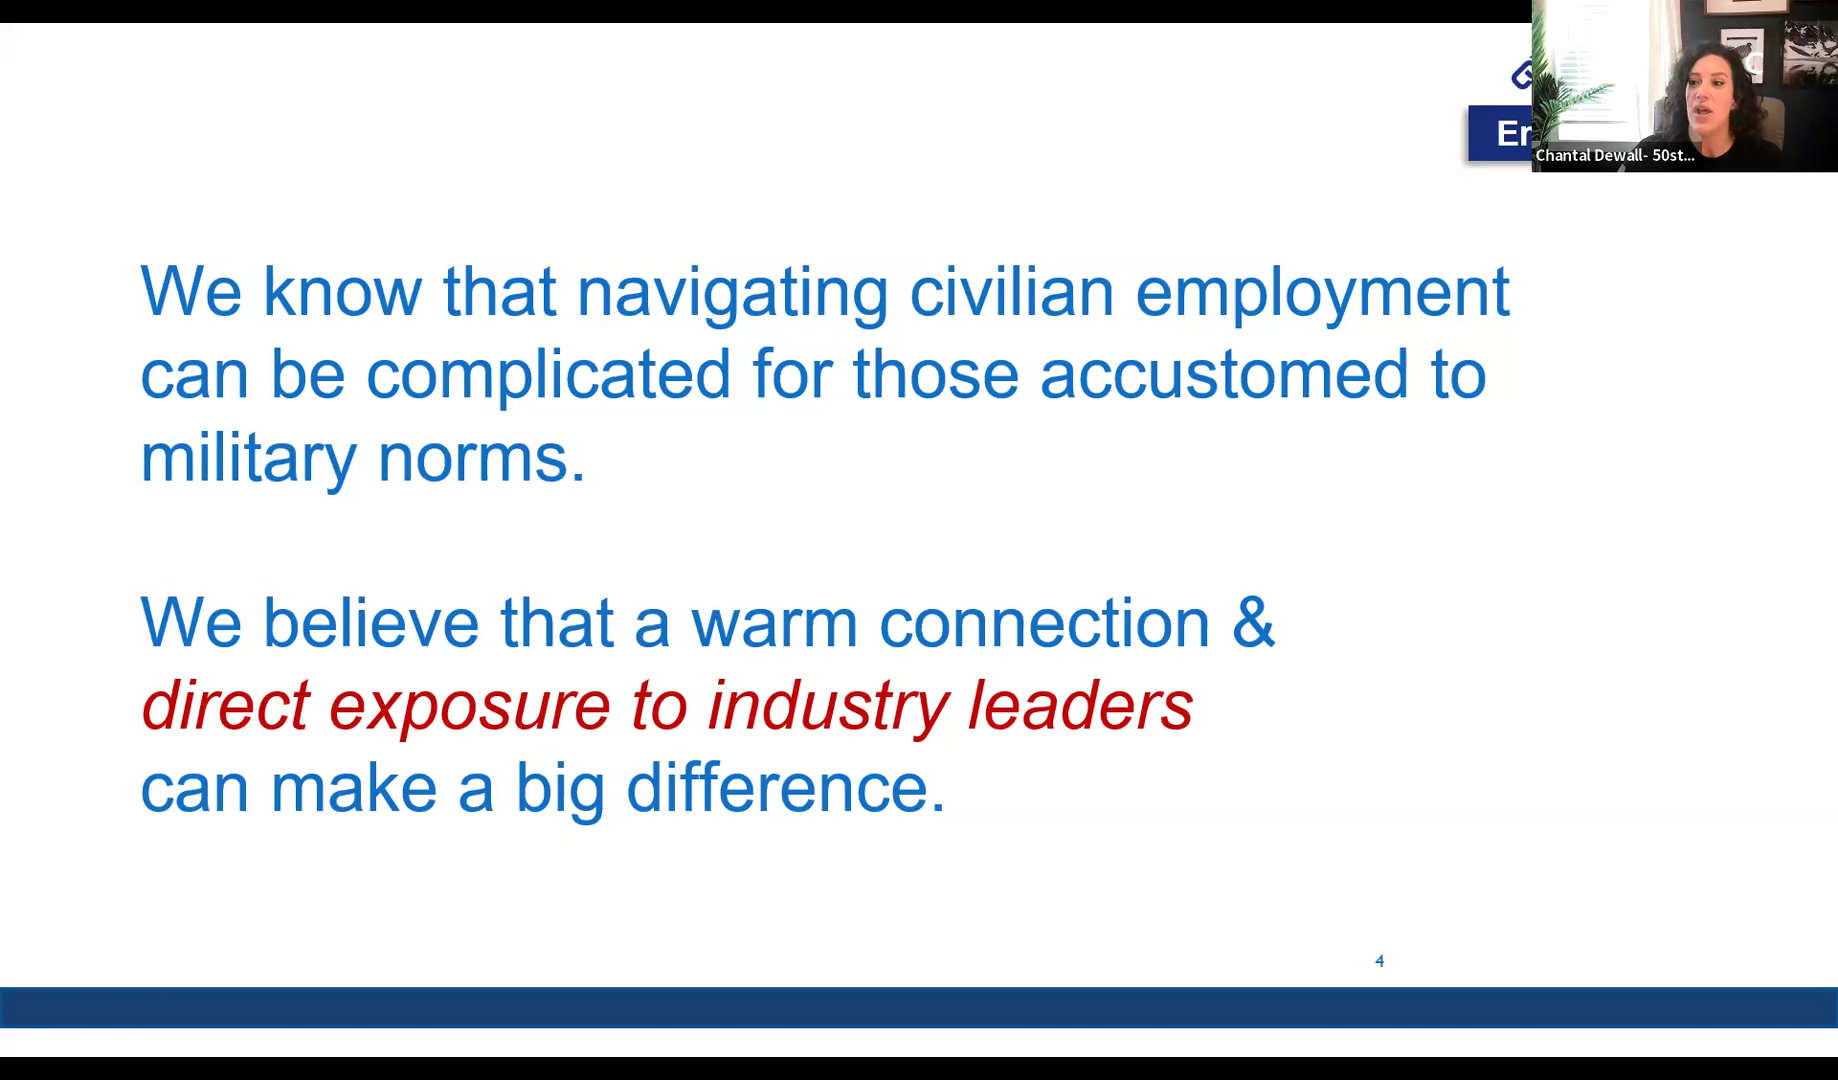 Er
Chantal Dewall- 50st...
We know that navigating civilian employment
can be complicated for those accustomed to
military norms.
We believe that a warm connection &
direct exposure to industry leaders
can make a big difference.
4